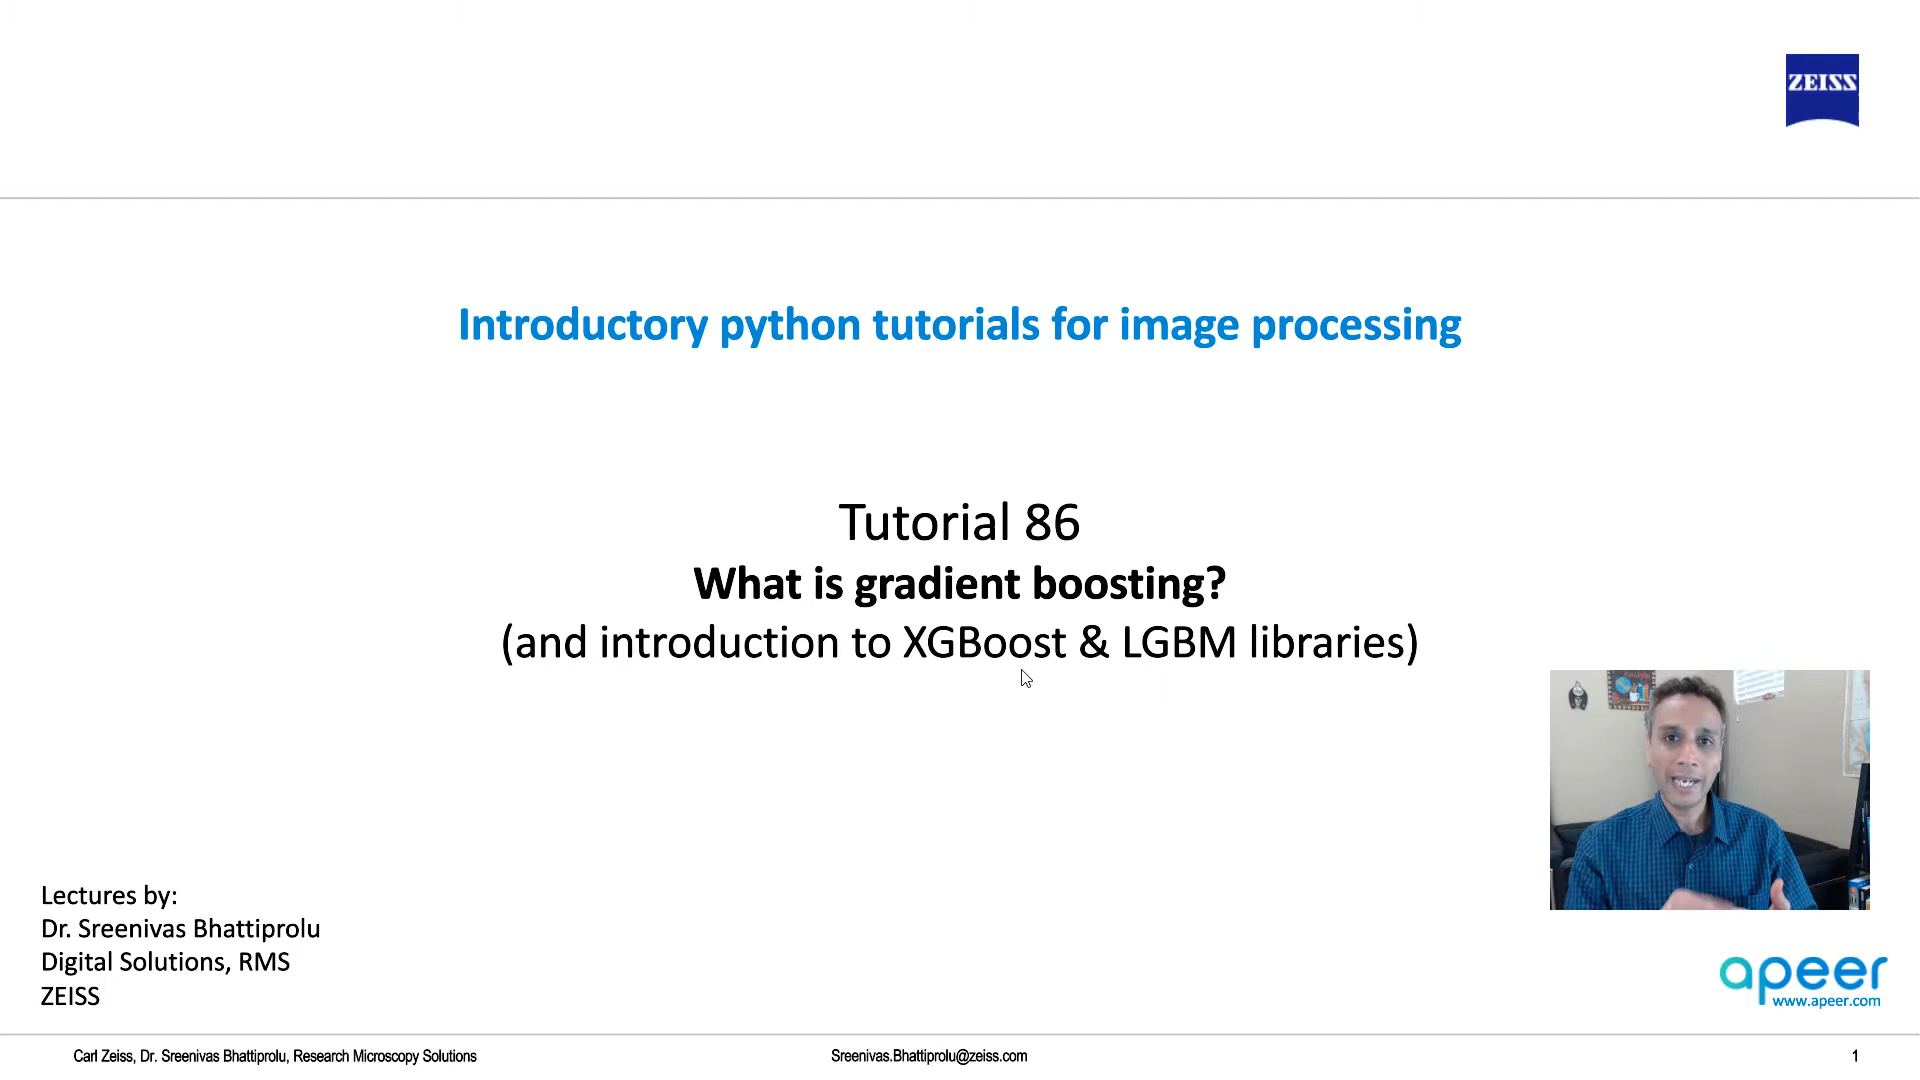 ZEISS
Introductory python tutorials for image processing
Tutorial 86
What is gradient boosting?
(and introduction to XGBoost & LGBM libraries)
Lectures by:
Dr. Sreenivas Bhattiprolu
Digital Solutions, RMS
ZEISS
apeer
www.apeer.com
Carl Zeiss, Dr. Sreenivas Bhattiprolu, Research Microscopy Solutions
Sreenivas.Bhattiprolu@zeiss.com
1